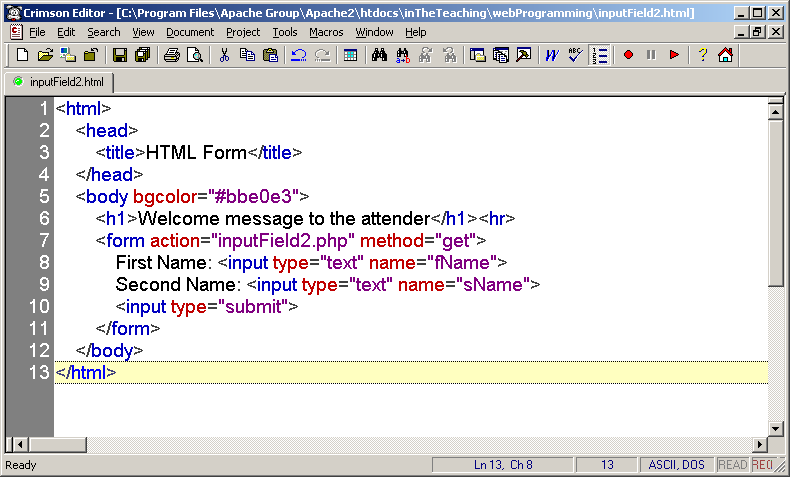 Crimson Editor - [C:\Program Files\Apache Group\Apache2\htdocs\inTheTeaching\webProgramming\inputField2.html]
File Edit Search View Document Project Tools Macros Window Help
inputField2.html
1 <html>
2 <head>
3 <title>HTML Form</title>
4 </head>
5 <body bgcolor="#bbe0e3">
6 <h1>Welcome message to the attender</h1><hr>
7 <form action="inputField2.php" method="get">
8 First Name: <input type="text" name="fName">
9 Second Name: <input type="text" name="sName">
10 <input type="submit">
11 </form>
12 </body>
13 </html>
Ready Ln 13, Ch 8 13 ASCII, DOS READ REC